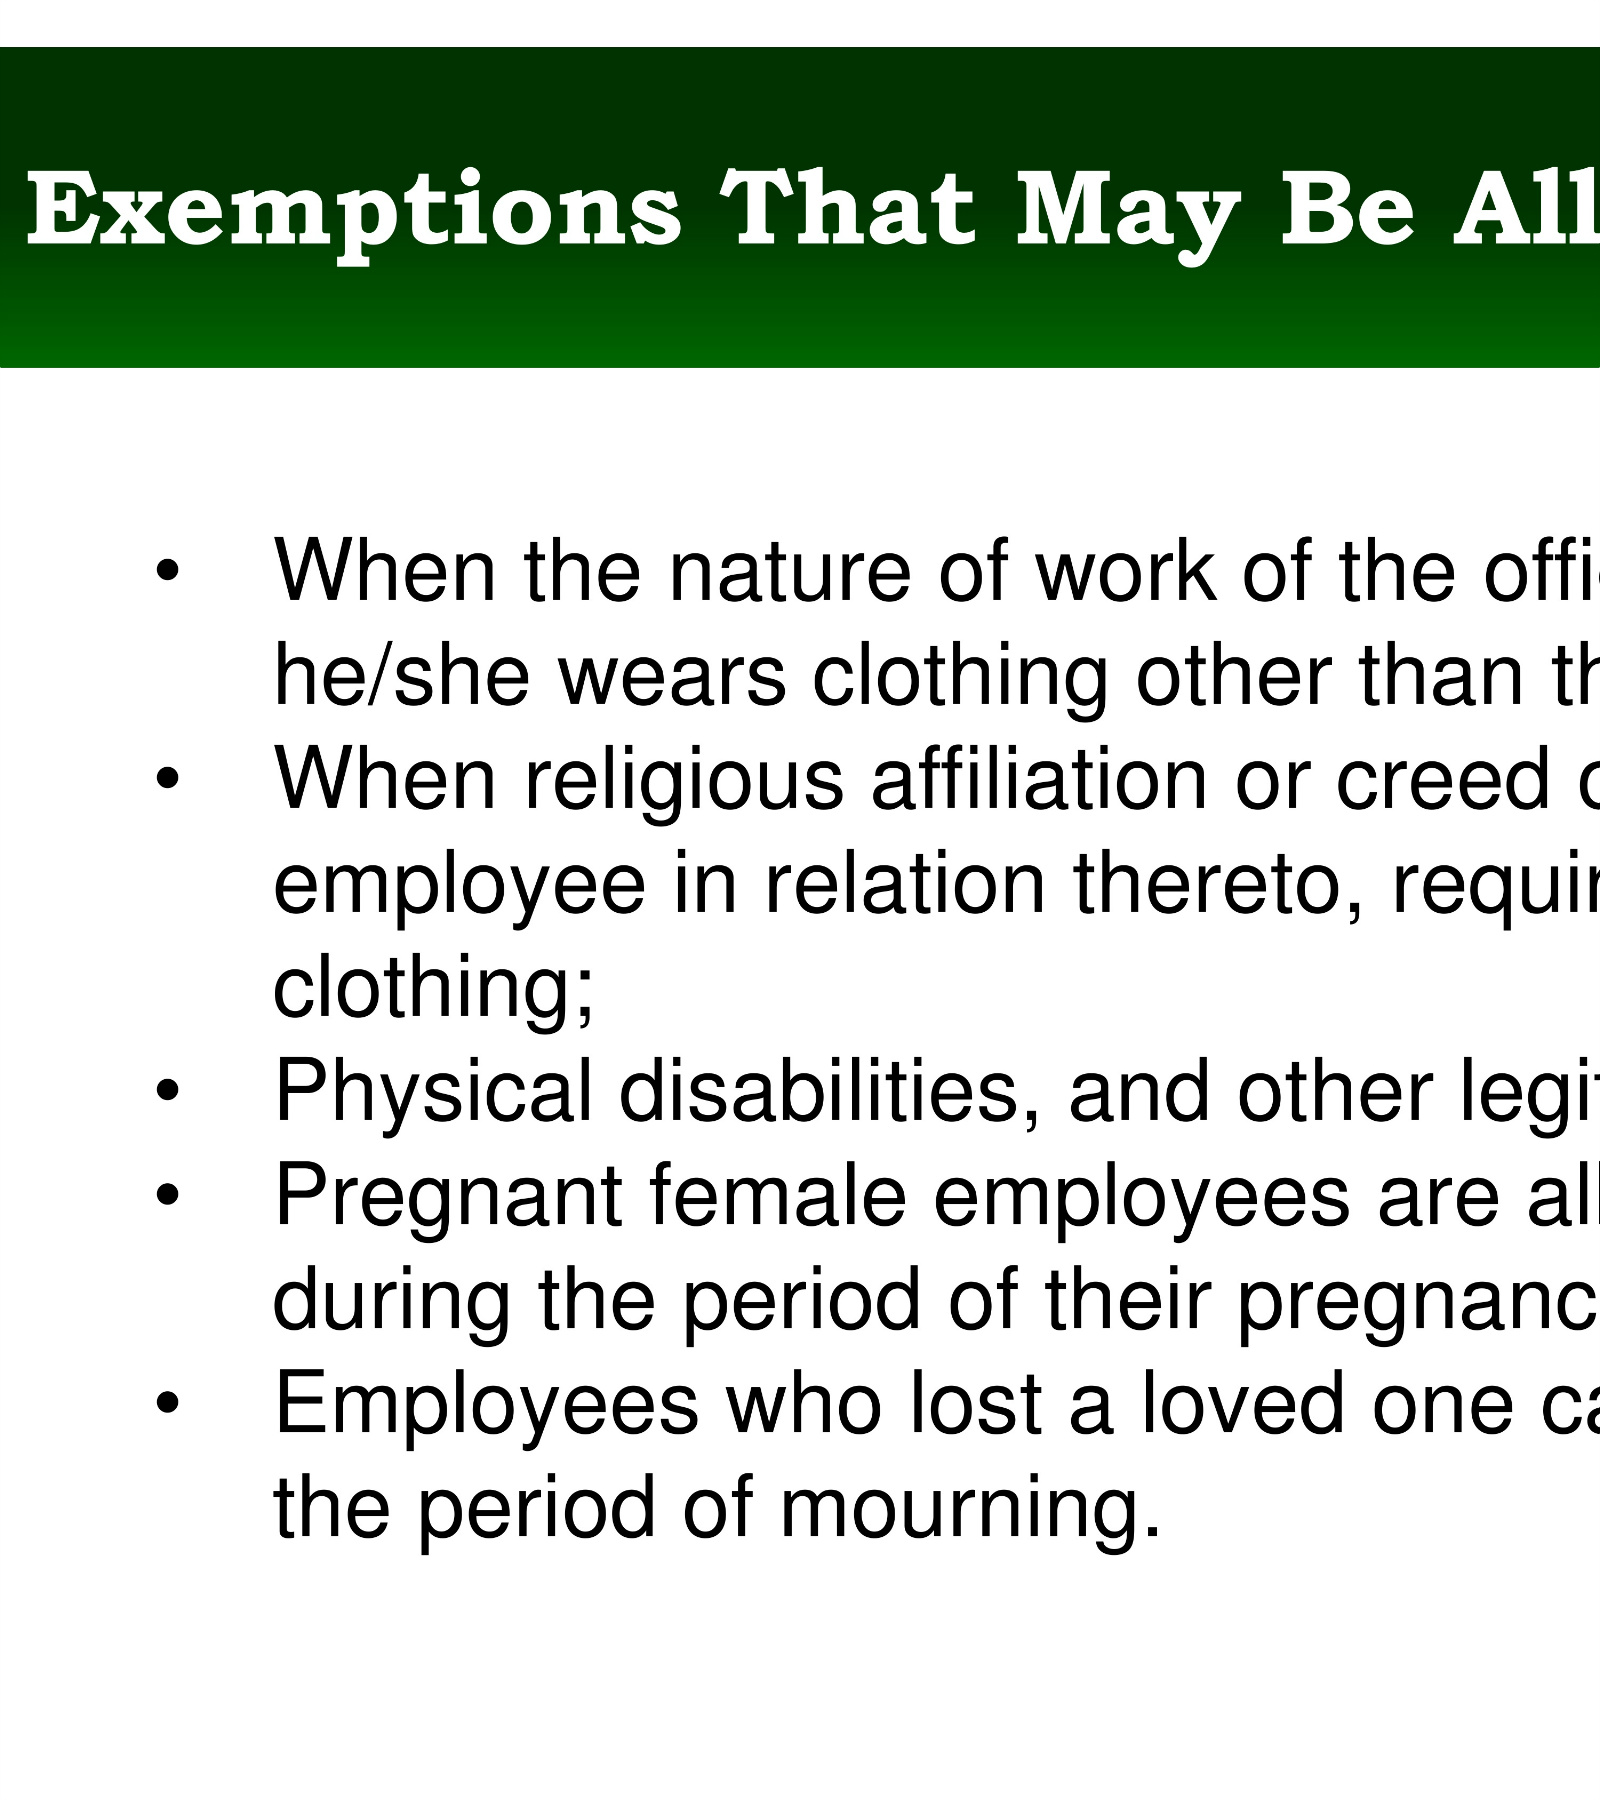 Exemptions That May Be All
• When the nature of work of the offi
he/she wears clothing other than th
• When religious affiliation or creed
employee in relation thereto, requir
clothing;
• Physical disabilities, and other legit
• Pregnant female employees are all
during the period of their pregnanc
• Employees who lost a loved one ca
the period of mourning.